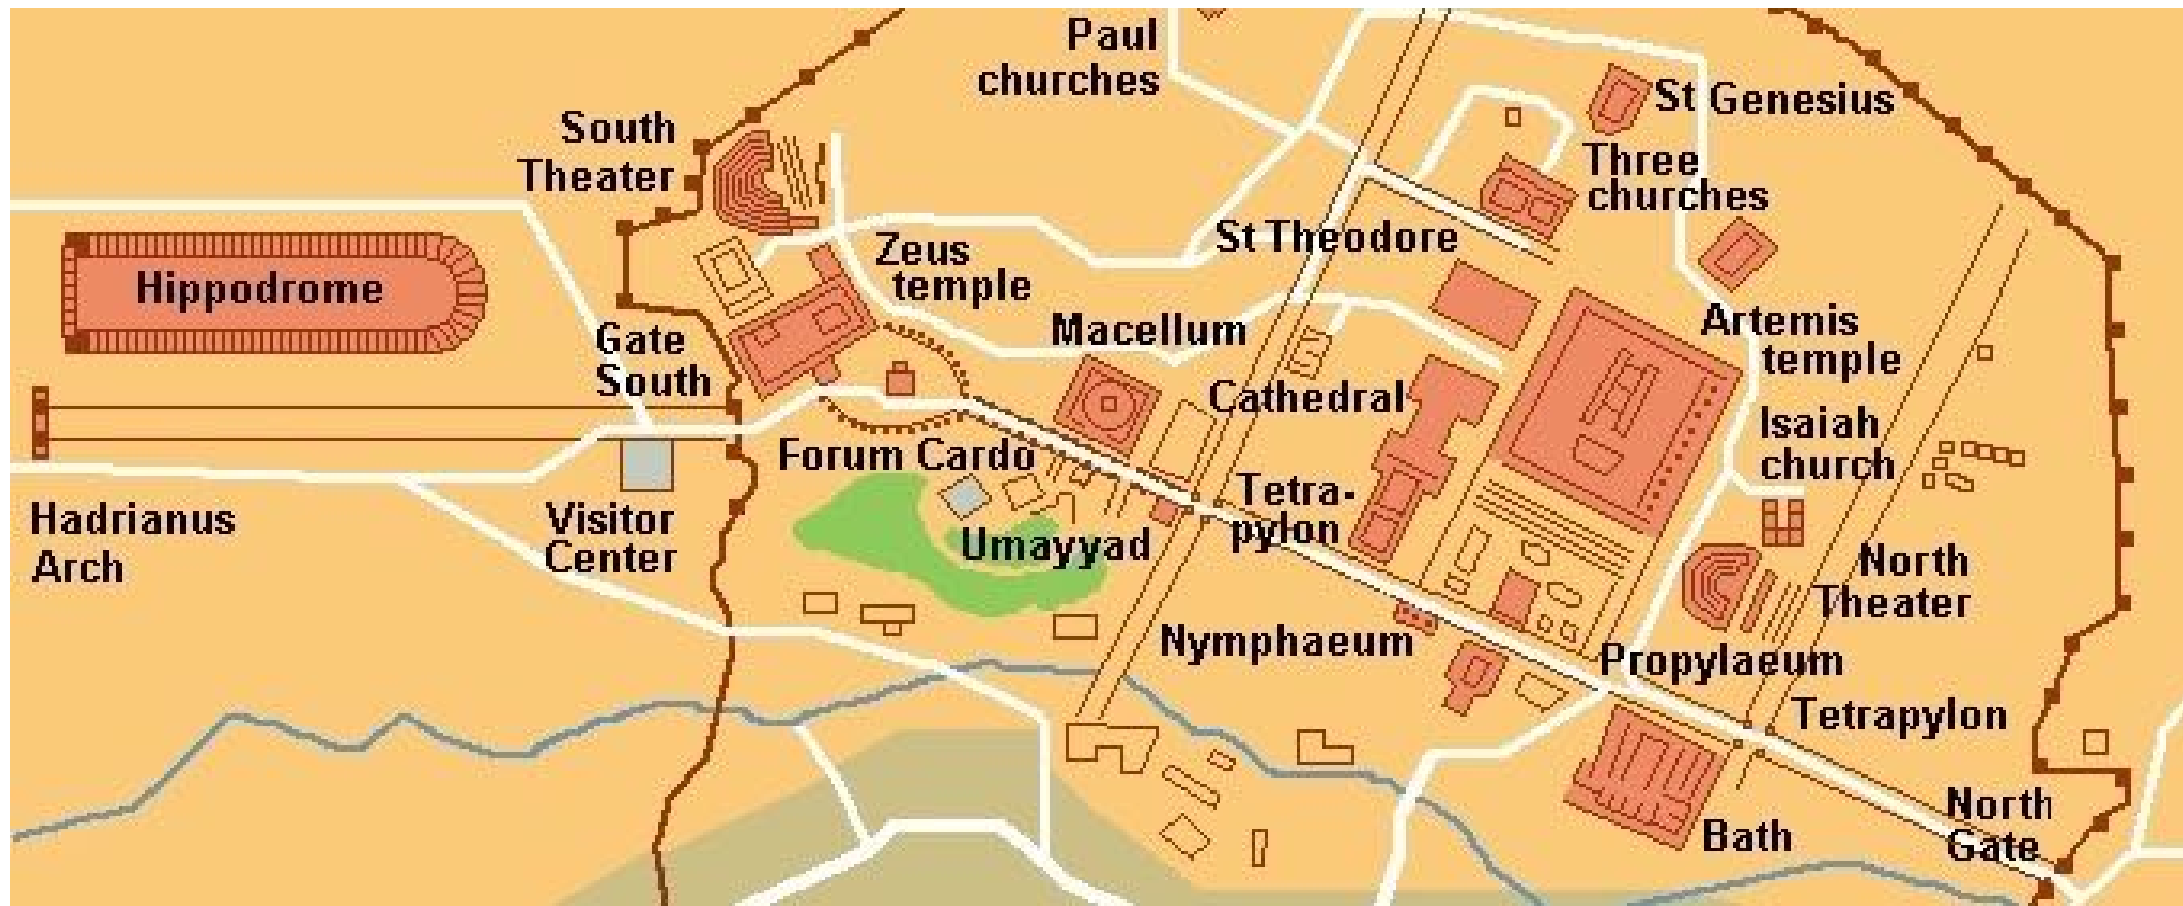 Paul
churches
St Genesius
South
Theater
Three
churches
St Theodore
Zeus
temple
Hippodrome
Macellum
Artemis
temple
Gate
South
Cathedral
Isaiah
church
Forum Cardo
Tetra-
pylon
Hadrianus
Arch
Visitor
Center
Umayyad
North
Theater
Nymphaeum
Propylaeum
Tetrapylon
North
Gate
Bath